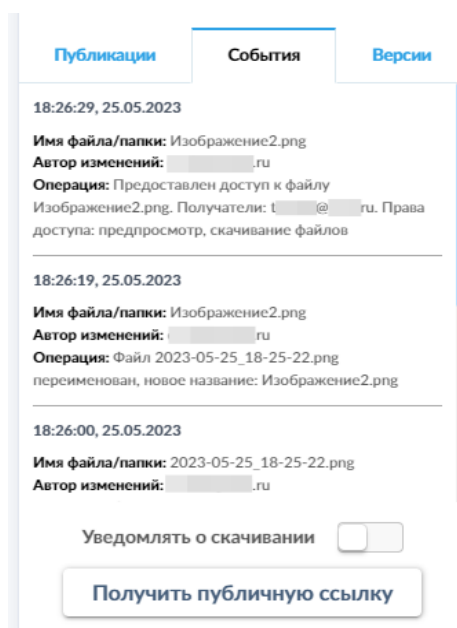 Публикации События Версии
18:26:29, 25.05.2023
Имя файла/папки: Изображение2.png
Автор изменений: .ru
Операция: Предоставлен доступ к файлу
Изображение2.png. Получатели: t @ ru. Права
доступа: предпросмотр, скачивание файлов
18:26:19, 25.05.2023
Имя файла/папки: Изображение2.png
Автор изменений: ru
Операция: Файл 2023-05-25_18-25-22.png
переименован, новое название: Изображение2.png
18:26:00, 25.05.2023
Имя файла/папки: 2023-05-25_18-25-22.png
Автор изменений: .ru
Уведомлять о скачивании
Получить публичную ссылку